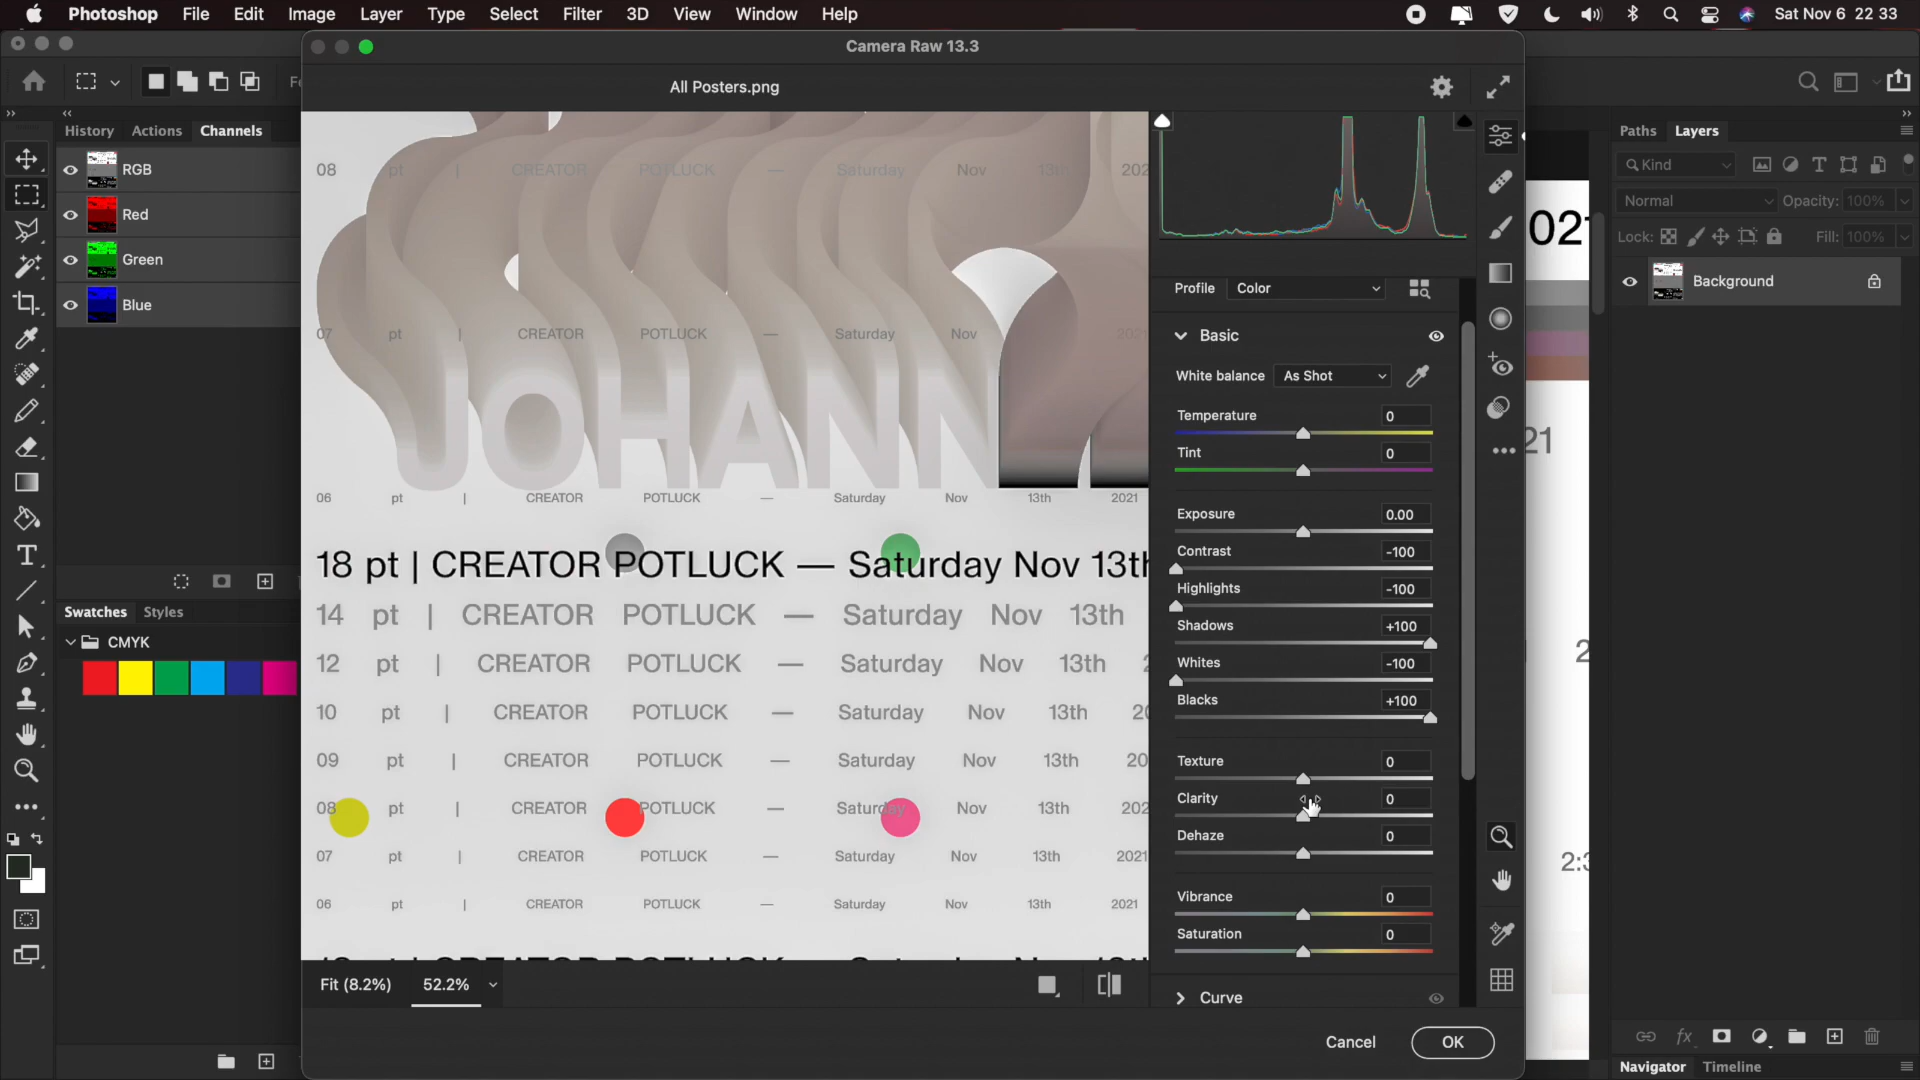 Photoshop File Edit Image Layer Type Select Filter 3D View Window Help Sat Nov 6 22 33
Camera Raw 13.3
All Posters.png
History Actions Channels
RGB
Red
Green
Blue
Swatches Styles
CMYK
08 pt | CREATOR POTLUCK — Saturday Nov 13th 202
07 pt | CREATOR POTLUCK — Saturday Nov 2021
JOHANN
06 pt | CREATOR POTLUCK — Saturday Nov 13th 2021
18 pt | CREATOR POTLUCK — Saturday Nov 13th
14 pt | CREATOR POTLUCK — Saturday Nov 13th
12 pt | CREATOR POTLUCK — Saturday Nov 13th 2
10 pt | CREATOR POTLUCK — Saturday Nov 13th 20
09 pt | CREATOR POTLUCK — Saturday Nov 13th 20
08 pt | CREATOR POTLUCK — Saturday Nov 13th 202
07 pt | CREATOR POTLUCK — Saturday Nov 13th 2021
06 pt | CREATOR POTLUCK — Saturday Nov 13th 2021
Fit (8.2%) 52.2%
Profile Color
Basic
White balance As Shot
Temperature 0
Tint 0
Exposure 0.00
Contrast -100
Highlights -100
Shadows +100
Whites -100
Blacks +100
Texture 0
Clarity 0
Dehaze 0
Vibrance 0
Saturation 0
Curve
Cancel OK
021
21
2
2:3
Paths Layers
Kind
Normal Opacity: 100%
Lock: Fill: 100%
Background
Navigator Timeline